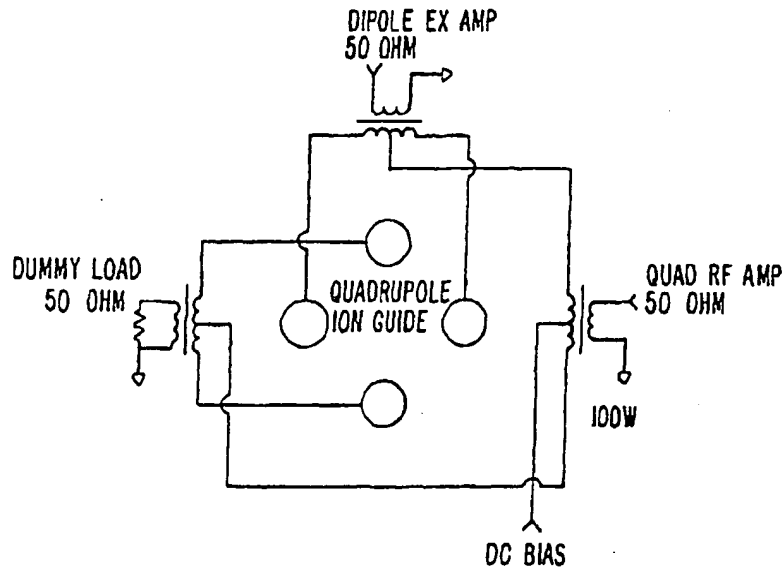 DIPOLE EX AMP
50 OHM
DUMMY LOAD
50 OHM
QUADRUPOLE
ION GUIDE
QUAD RF AMP
50 OHM
100W
DC BIAS